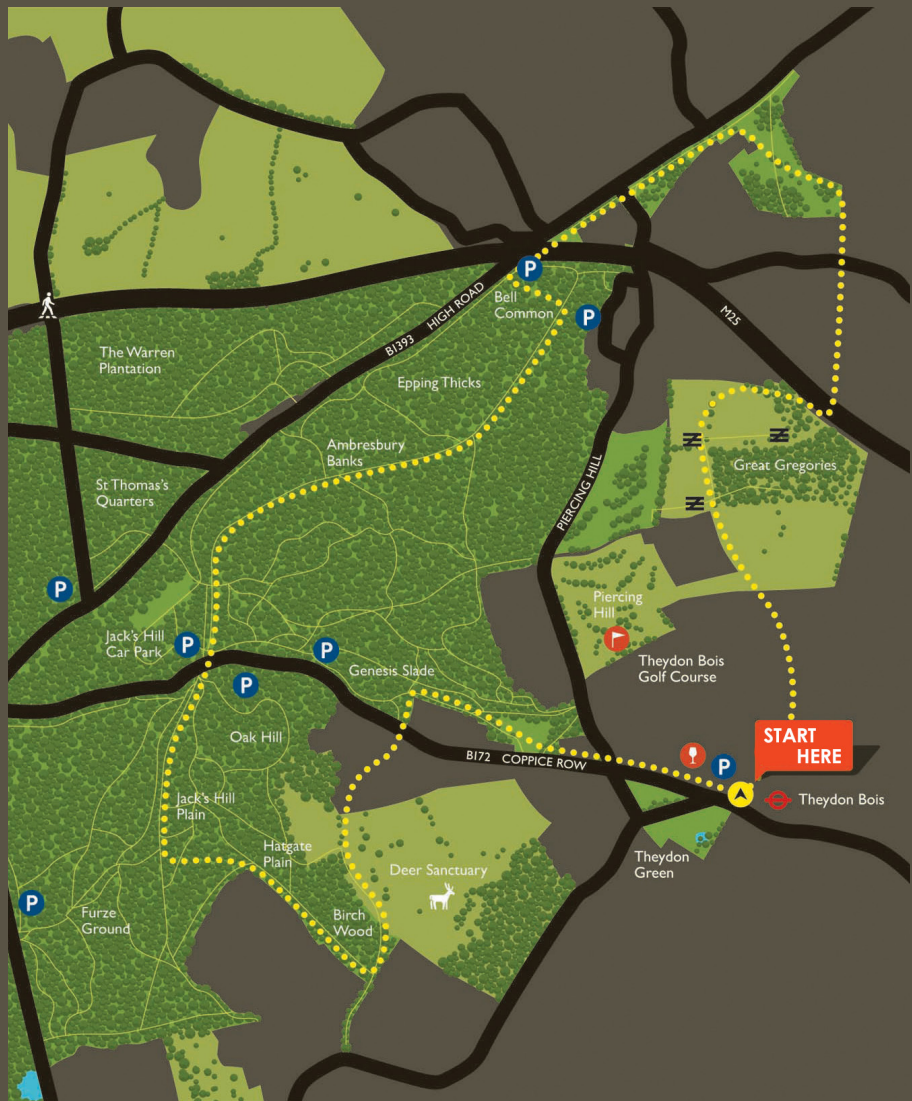 P
Bell
Common
P
B1393 HIGH ROAD
M25
The Warren
Plantation
Epping Thicks
Ambresbury
Banks
Great Gregories
St Thomas's
Quarters
PIERCING HILL
P
Piercing
Hill
Jack's Hill
Car Park
P
P
Theydon Bois
Golf Course
Genesis Slade
P
Oak Hill
START
HERE
B172 COPPICE ROW
P
Theydon Bois
Jack's Hill
Plain
Hatgate
Plain
Theydon
Green
Deer Sanctuary
P
Furze
Ground
Birch
Wood